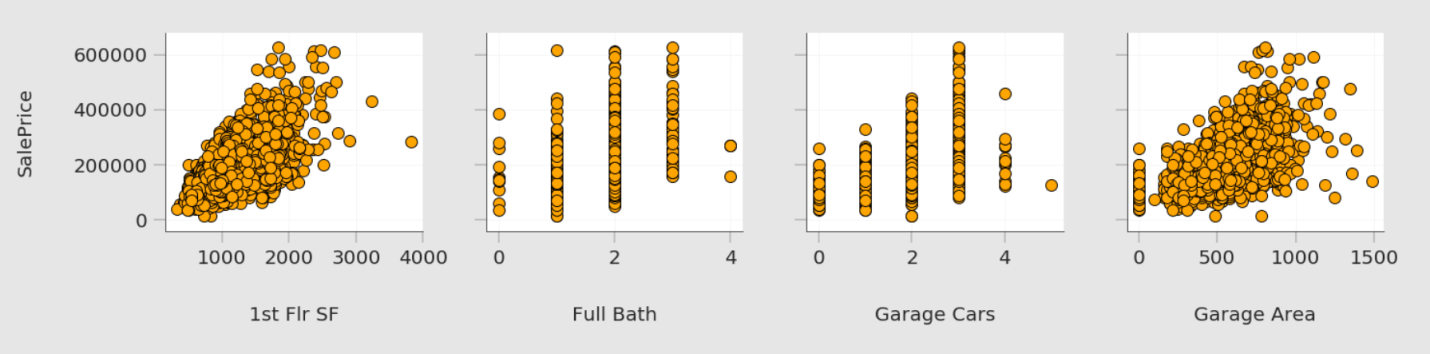 SalePrice
600000
400000
200000
0
1000 2000 3000 4000
1st Flr SF
0 2 4
Full Bath
0 2 4
Garage Cars
0 500 1000 1500
Garage Area